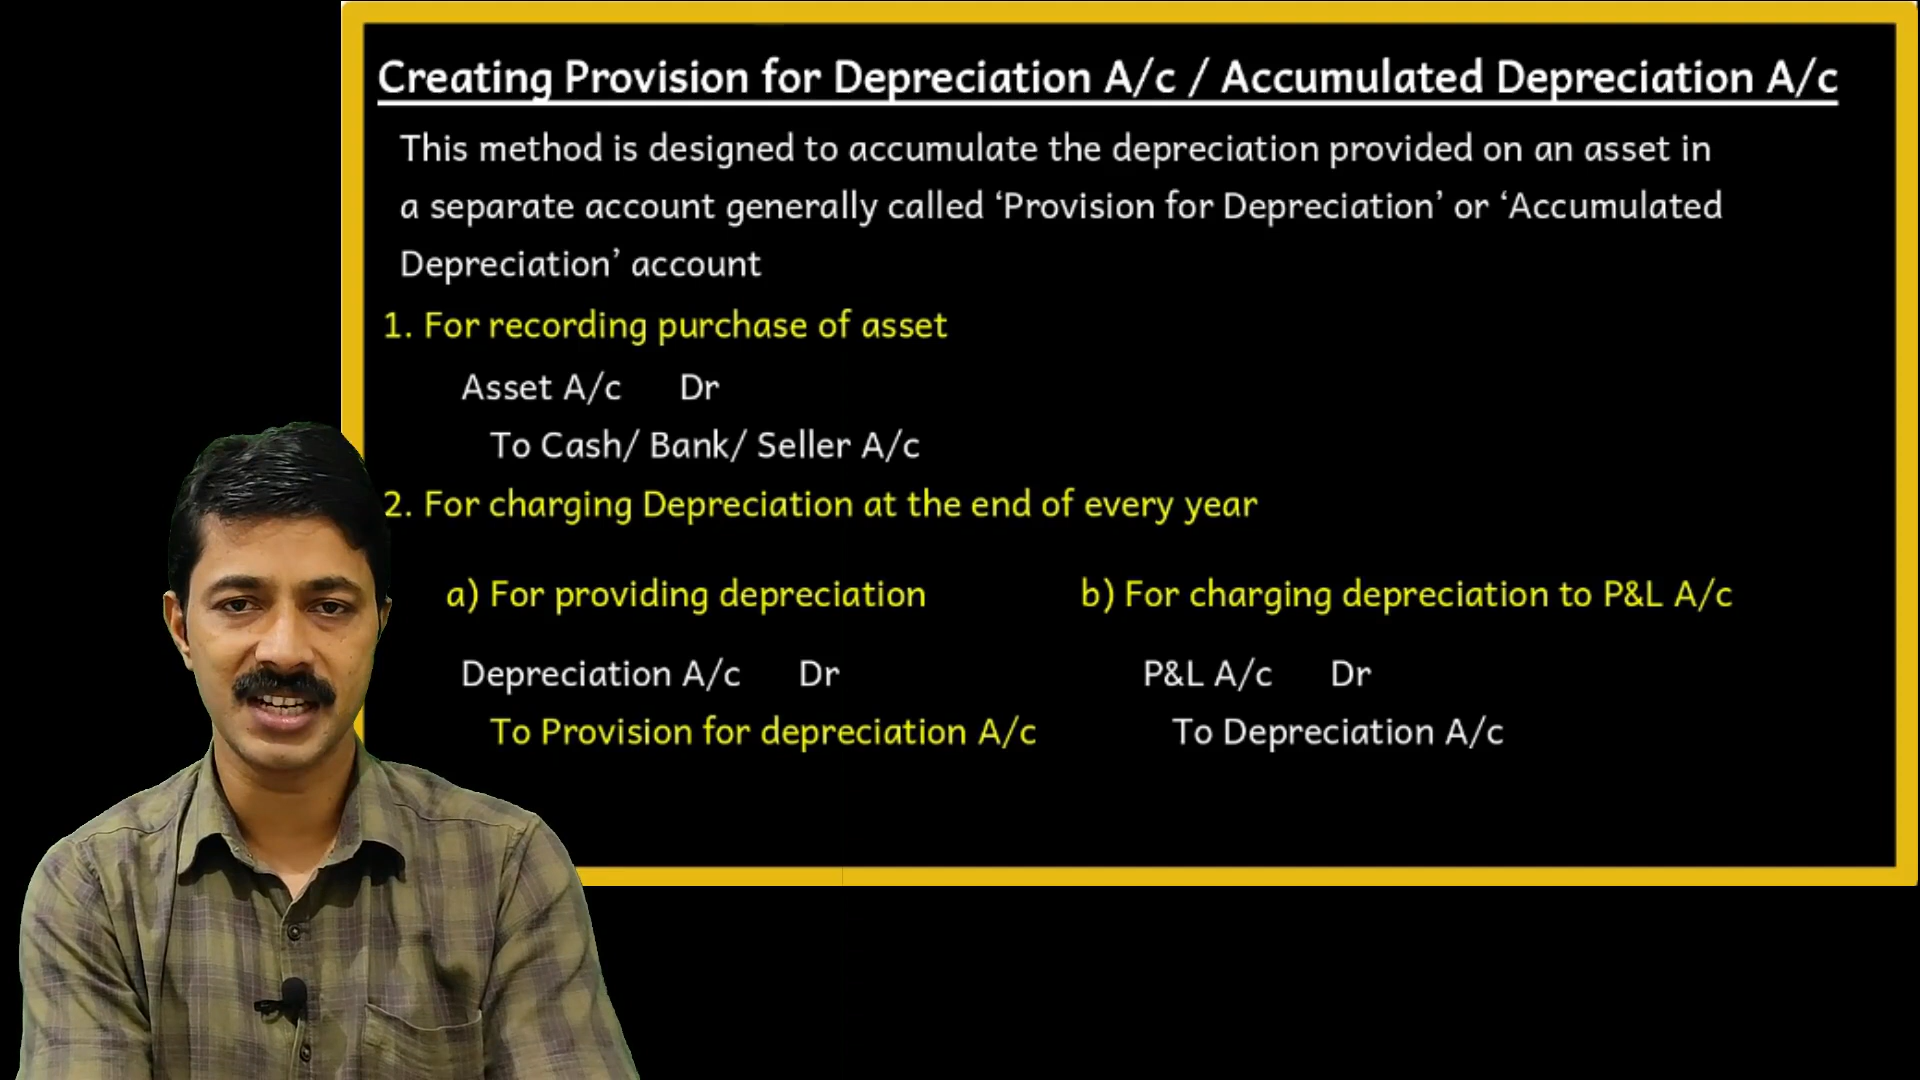 Creating Provision for Depreciation A/c / Accumulated Depreciation A/c
This method is designed to accumulate the depreciation provided on an asset in
a separate account generally called ‘Provision for Depreciation’ or ‘Accumulated
Depreciation’ account
1. For recording purchase of asset
Asset A/c Dr
To Cash/ Bank/ Seller A/c
2. For charging Depreciation at the end of every year
a) For providing depreciation
Depreciation A/c Dr
To Provision for depreciation A/c
b) For charging depreciation to P&L A/c
P&L A/c Dr
To Depreciation A/c